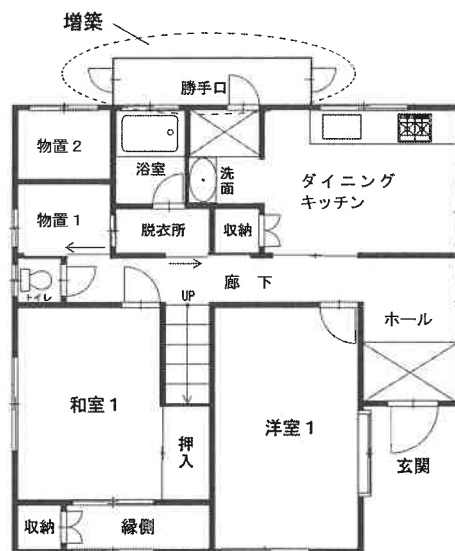 増築
勝手口
物置2
浴室
洗面
ダイニング
キッチン
物置1
脱衣所
収納
トイレ
UP
廊下
ホール
和室1
押入
洋室1
玄関
収納
縁側